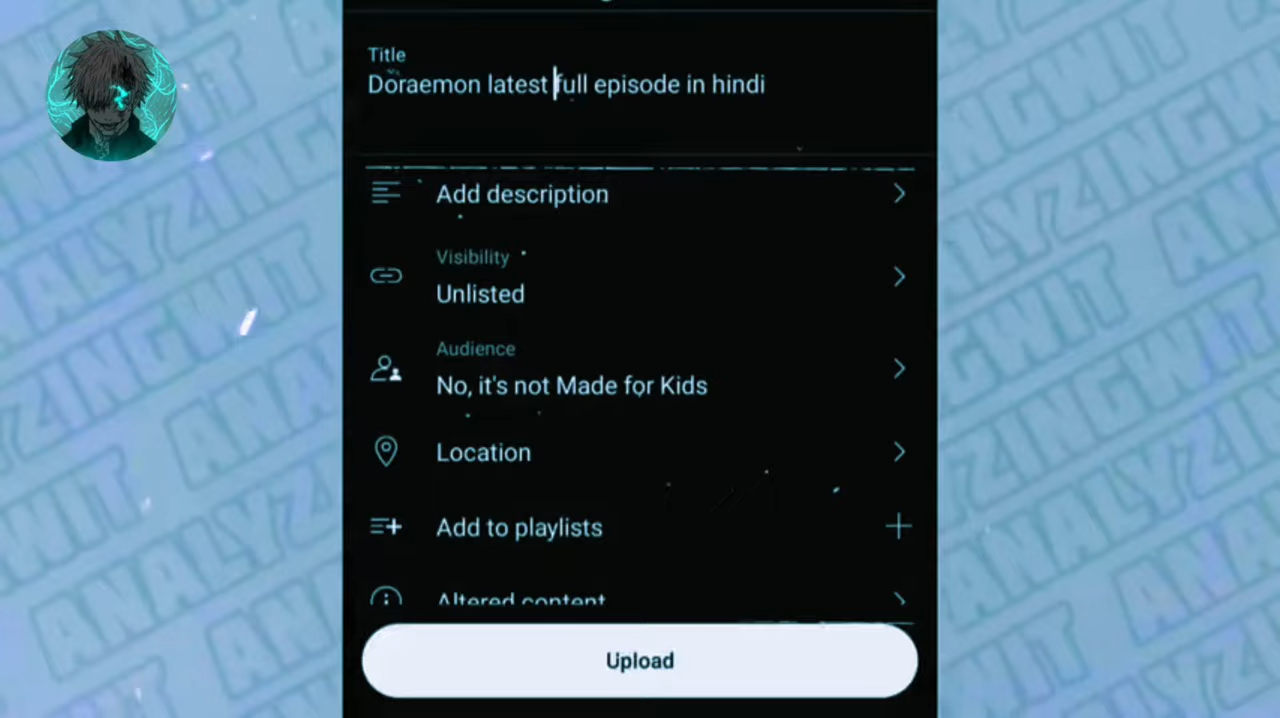 Title
Doraemon latest full episode in hindi
Add description
Visibility
Unlisted
Audience
No, it's not Made for Kids
Location
Add to playlists
Altered content
Upload
ANALYZINGWIT